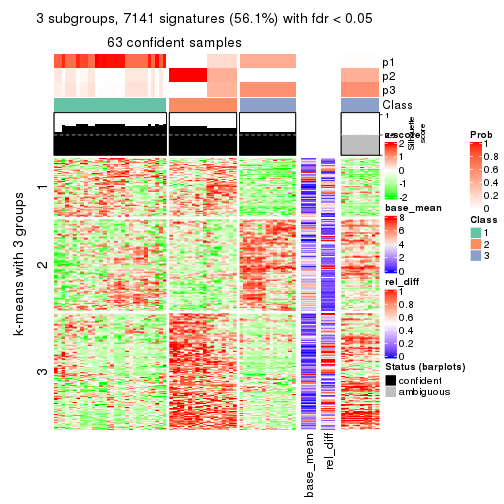 3 subgroups, 7141 signatures (56.1%) with fdr < 0.05
63 confident samples
p1
p2
p3
Class
1
0.5
Silhouette
score
k-means with 3 groups
1
2
3
base_mean
rel_diff
z-score
2
1
0
-1
-2
base_mean
8
6
4
2
0
rel_diff
1
0.8
0.6
0.4
0.2
0
Status (barplots)
confident
ambiguous
Prob
1
0.8
0.6
0.4
0.2
0
Class
1
2
3